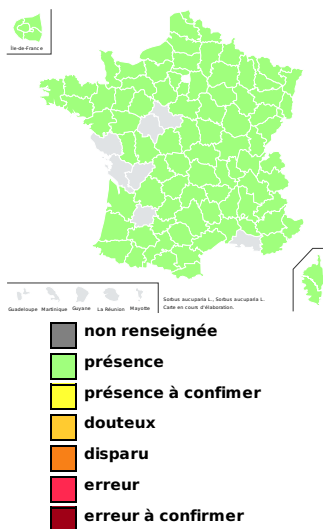 Île-de-France
Guadeloupe Martinique Guyane La Réunion Mayotte
Sorbus aucuparia L., Sorbus aucuparia L.
Carte en cours d'élaboration.
non renseignée
présence
présence à confimer
douteux
disparu
erreur
erreur à confirmer